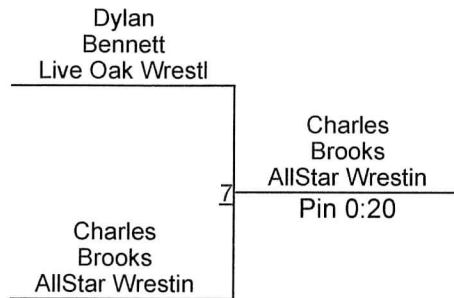 Dylan
Bennett
Live Oak Wrestl
Charles
Brooks
AllStar Wrestin
7
Pin 0:20
Charles
Brooks
AllStar Wrestin